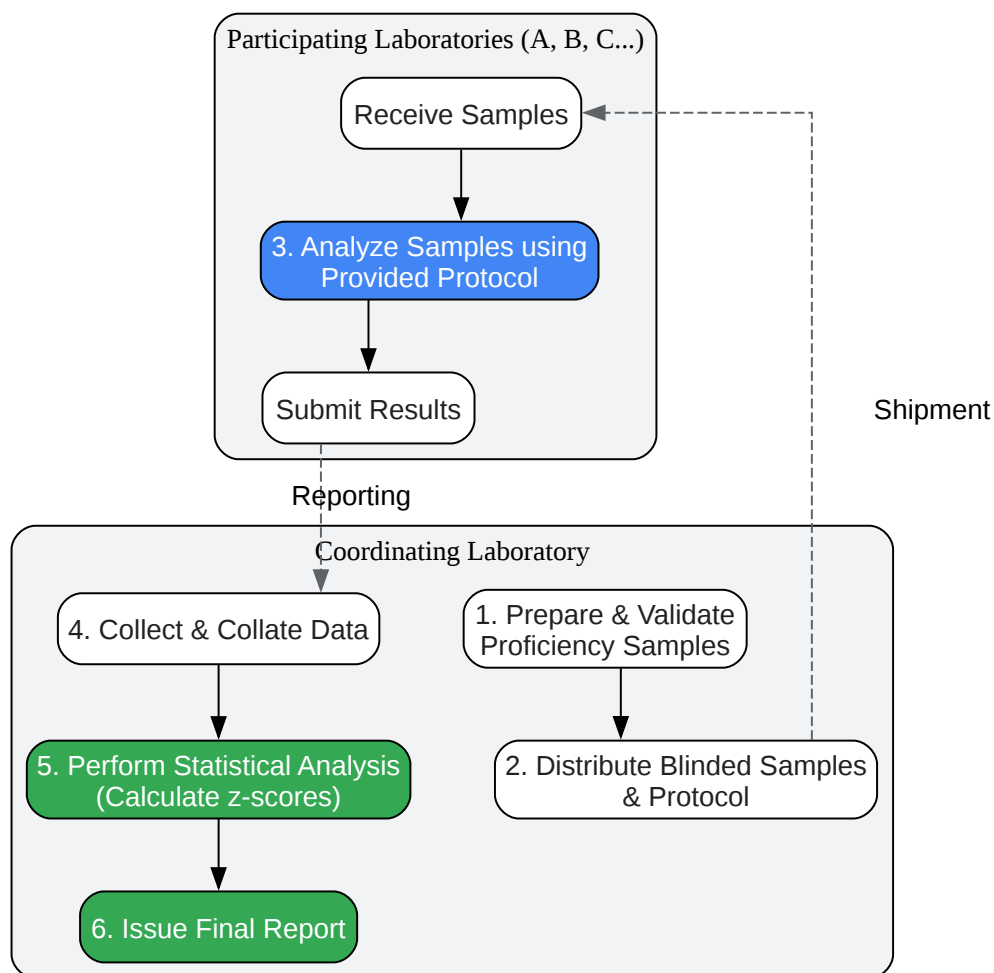 Participating Laboratories (A, B, C...)
Receive Samples
3. Analyze Samples using
Provided Protocol
Submit Results
Shipment
Reporting
Coordinating Laboratory
4. Collect & Collate Data
1. Prepare & Validate
Proficiency Samples
5. Perform Statistical Analysis
(Calculate z-scores)
2. Distribute Blinded Samples
& Protocol
6. Issue Final Report